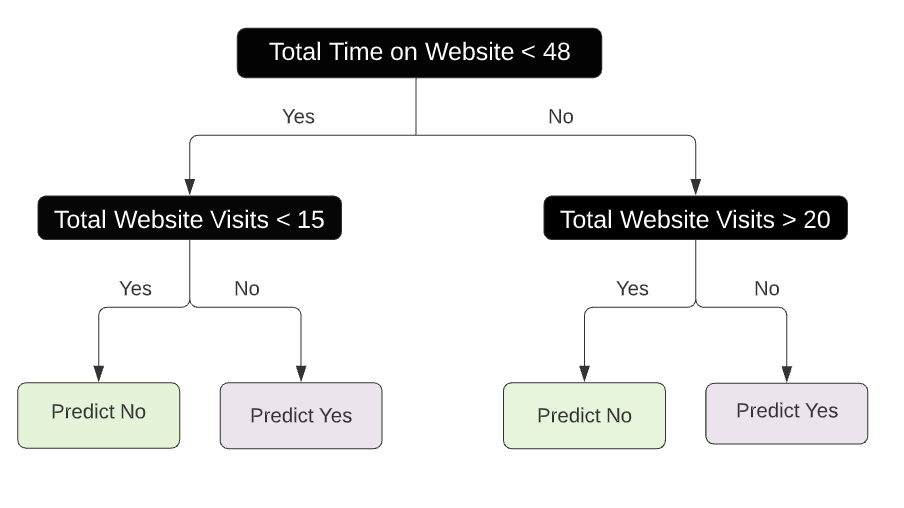 Total Time on Website < 48
Yes
No
Total Website Visits < 15
Total Website Visits > 20
Yes
No
Yes
No
Predict No
Predict Yes
Predict No
Predict Yes